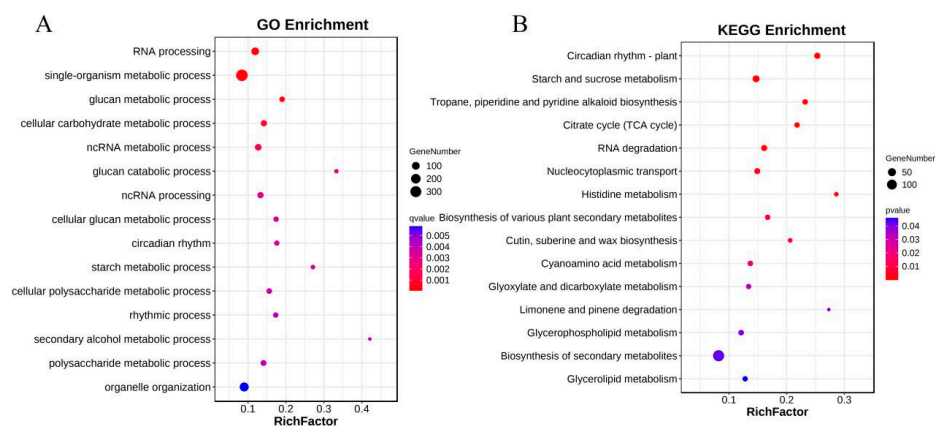 A
GO Enrichment
RNA processing
single-organism metabolic process
glucan metabolic process
cellular carbohydrate metabolic process
ncRNA metabolic process
glucan catabolic process
ncRNA processing
cellular glucan metabolic process
circadian rhythm
starch metabolic process
cellular polysaccharide metabolic process
rhythmic process
secondary alcohol metabolic process
polysaccharide metabolic process
organelle organization
0.1 0.2 0.3 0.4
RichFactor
GeneNumber
100
200
300
qvalue
0.005
0.004
0.003
0.002
0.001
B
KEGG Enrichment
Circadian rhythm - plant
Starch and sucrose metabolism
Tropane, piperidine and pyridine alkaloid biosynthesis
Citrate cycle (TCA cycle)
RNA degradation
Nucleocytoplasmic transport
Histidine metabolism
Biosynthesis of various plant secondary metabolites
Cutin, suberine and wax biosynthesis
Cyanoamino acid metabolism
Glyoxylate and dicarboxylate metabolism
Limonene and pinene degradation
Glycerophospholipid metabolism
Biosynthesis of secondary metabolites
Glycerolipid metabolism
0.1 0.2 0.3
RichFactor
GeneNumber
50
100
pvalue
0.04
0.03
0.02
0.01